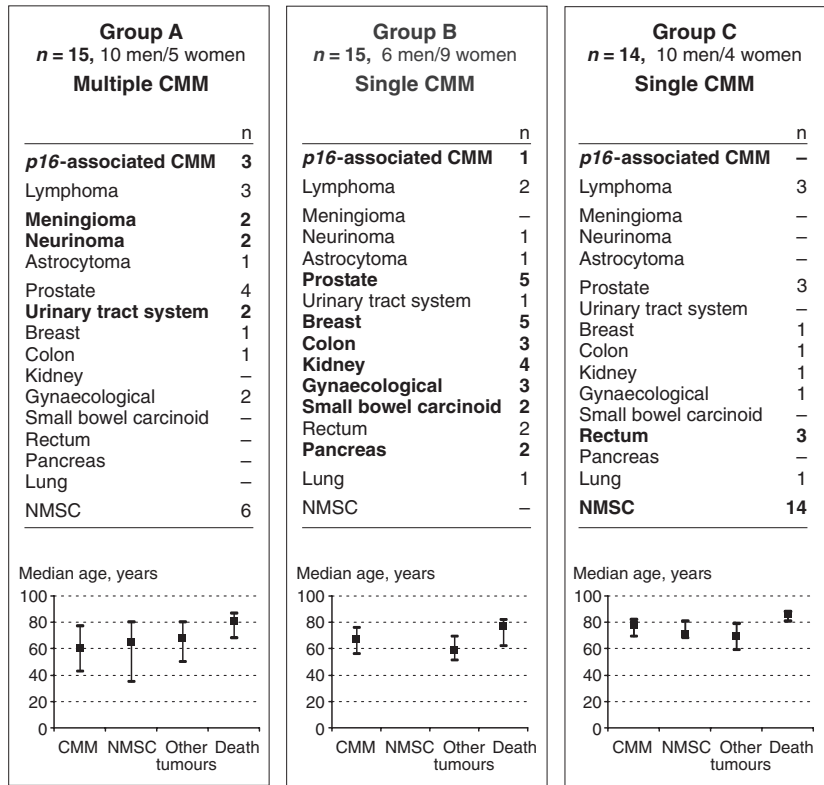 Group A
n = 15, 10 men/5 women
Multiple CMM
n
p16-associated CMM 3
Lymphoma 3
Meningioma 2
Neurinoma 2
Astrocytoma 1
Prostate 4
Urinary tract system 2
Breast 1
Colon 1
Kidney –
Gynaecological 2
Small bowel carcinoid –
Rectum –
Pancreas –
Lung –
NMSC 6
Median age, years
100
80
60
40
20
0
CMM NMSC Other Death
tumours
Group B
n = 15, 6 men/9 women
Single CMM
n
p16-associated CMM 1
Lymphoma 2
Meningioma –
Neurinoma 1
Astrocytoma 1
Prostate 5
Urinary tract system 1
Breast 5
Colon 3
Kidney 4
Gynaecological 3
Small bowel carcinoid 2
Rectum 2
Pancreas 2
Lung 1
NMSC –
Median age, years
100
80
60
40
20
0
CMM NMSC Other Death
tumours
Group C
n = 14, 10 men/4 women
Single CMM
n
p16-associated CMM –
Lymphoma 3
Meningioma –
Neurinoma –
Astrocytoma –
Prostate 3
Urinary tract system –
Breast 1
Colon 1
Kidney 1
Gynaecological 1
Small bowel carcinoid –
Rectum 3
Pancreas –
Lung 1
NMSC 14
Median age, years
100
80
60
40
20
0
CMM NMSC Other Death
tumours